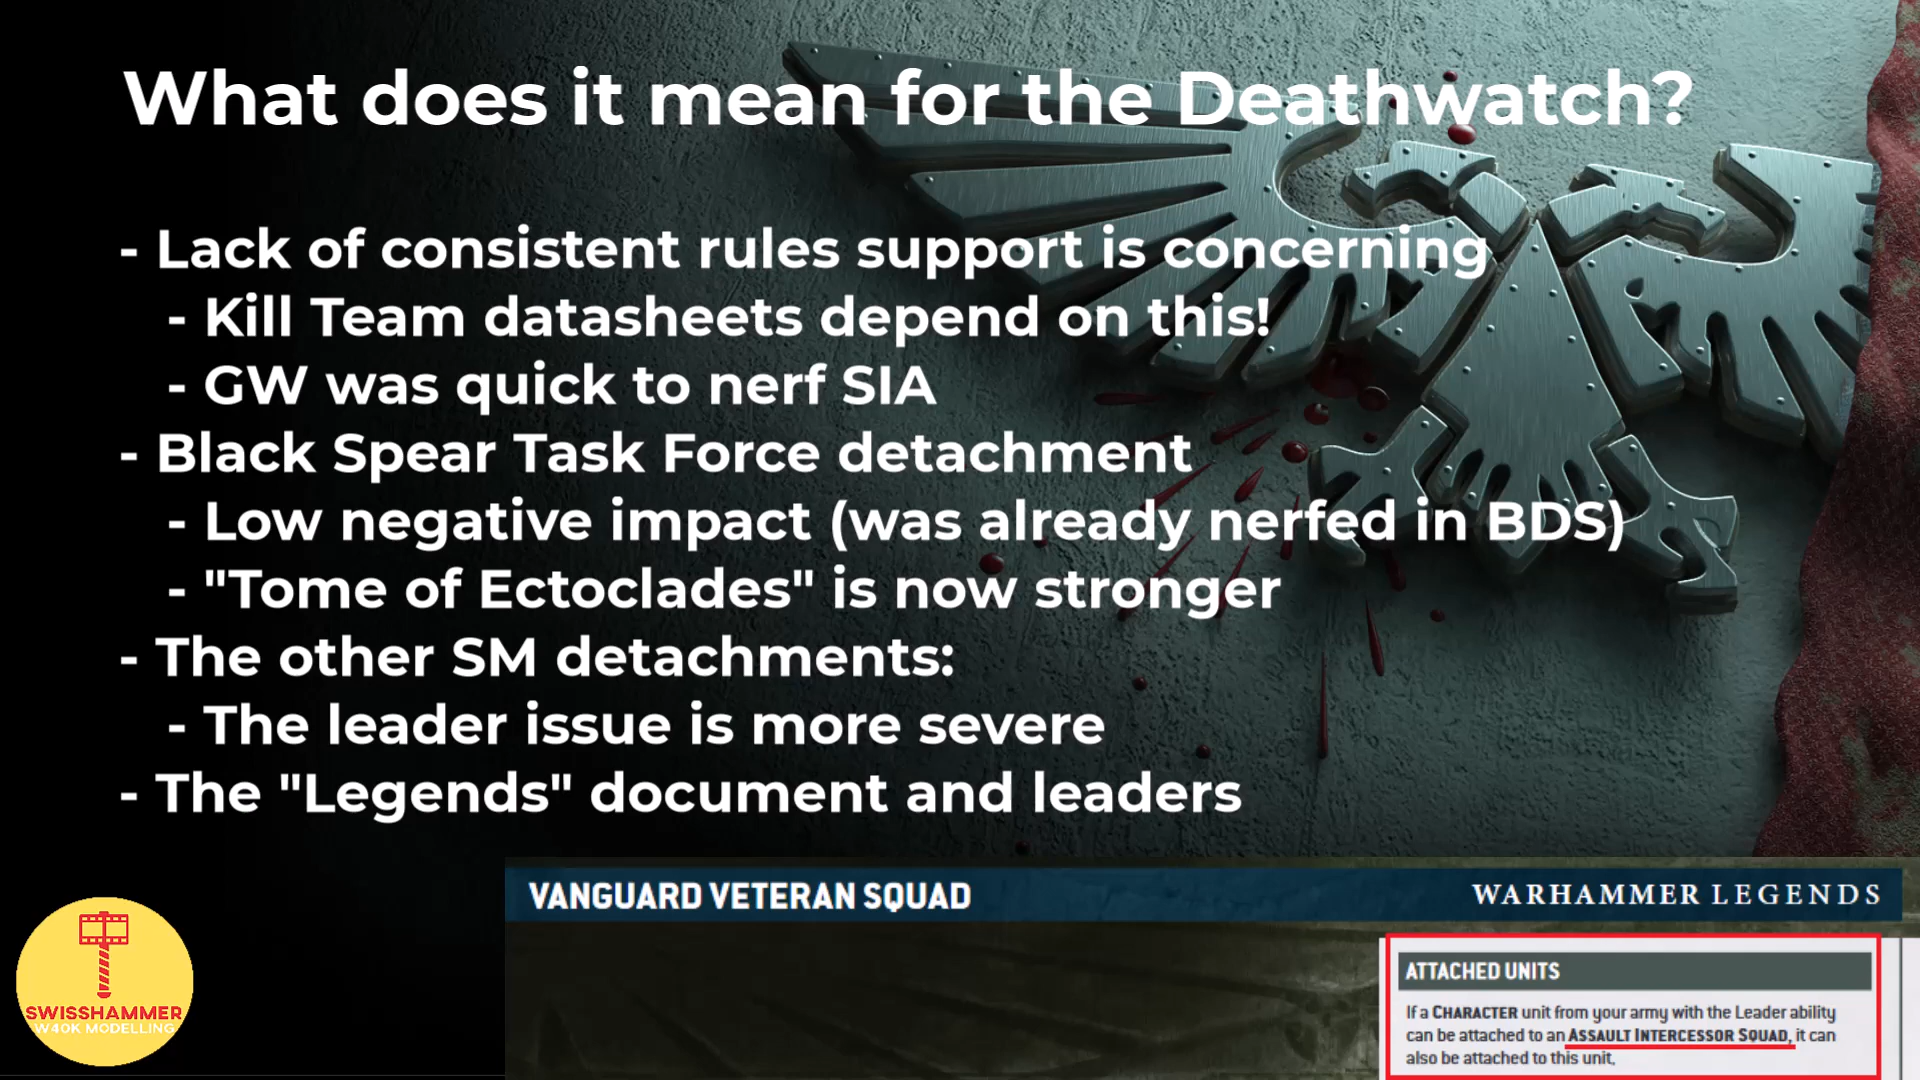 What does it mean for the Deathwatch?
- Lack of consistent rules support is concerning
- Kill Team datasheets depend on this!
- GW was quick to nerf SIA
- Black Spear Task Force detachment
- Low negative impact (was already nerfed in BDS)
- "Tome of Ectoclades" is now stronger
- The other SM detachments:
- The leader issue is more severe
- The "Legends" document and leaders
VANGUARD VETERAN SQUAD
WARHAMMER LEGENDS
ATTACHED UNITS
If a CHARACTER unit from your army with the Leader ability
can be attached to an ASSAULT INTERCESSOR SQUAD, it can
also be attached to this unit.
SWISSHAMMER
W40K MODELLING